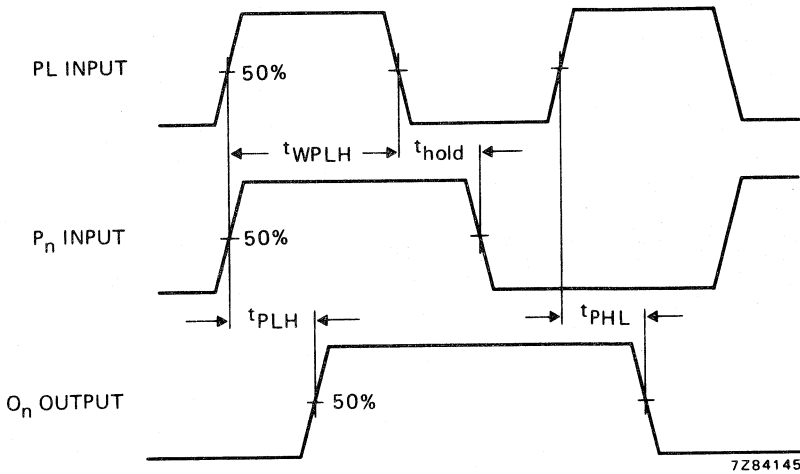 PL INPUT
50%
tWPLH
thold
Pn INPUT
50%
tPLH
tPHL
On OUTPUT
50%
7Z84145